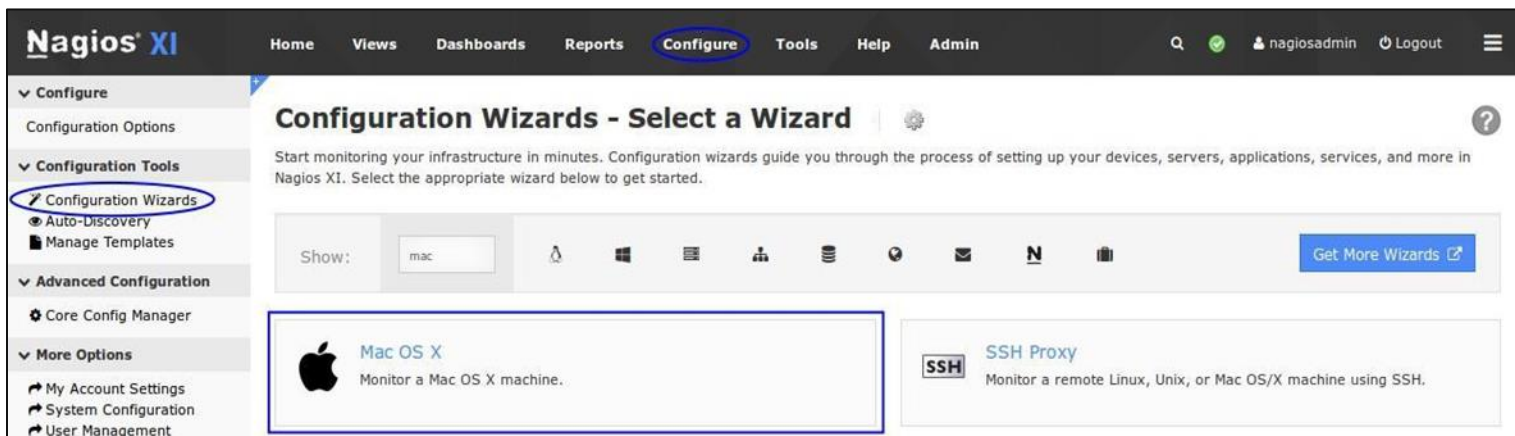 Nagios® XI
Home Views Dashboards Reports Configure Tools Help Admin nagiosadmin Logout
Configure
Configuration Options
Configuration Tools
Configuration Wizards
Auto-Discovery
Manage Templates
Advanced Configuration
Core Config Manager
More Options
My Account Settings
System Configuration
User Management
Configuration Wizards - Select a Wizard
?
Start monitoring your infrastructure in minutes. Configuration wizards guide you through the process of setting up your devices, servers, applications, services, and more in
Nagios XI. Select the appropriate wizard below to get started.
Show: mac N Get More Wizards
Mac OS X
Monitor a Mac OS X machine.
SSH
SSH Proxy
Monitor a remote Linux, Unix, or Mac OS/X machine using SSH.